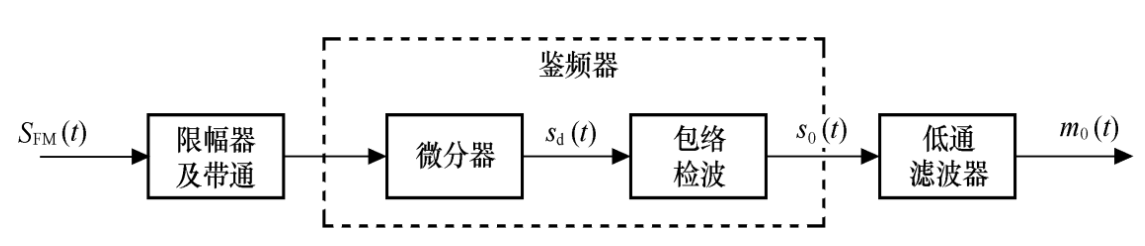 鉴频器
S_FM(t)
限幅器
及带通
微分器
s_d(t)
包络
检波
s_0(t)
低通
滤波器
m_0(t)